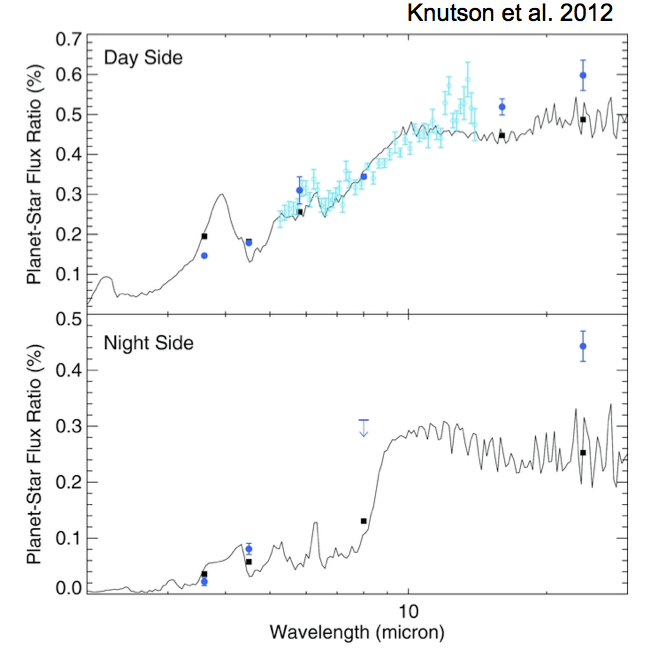 Knutson et al. 2012
0.7
Day Side
0.6
0.5
0.4
0.3
0.2
0.1
Planet-Star Flux Ratio (%)
0.5
Night Side
0.4
0.3
0.2
0.1
0.0
Planet-Star Flux Ratio (%)
10
Wavelength (micron)